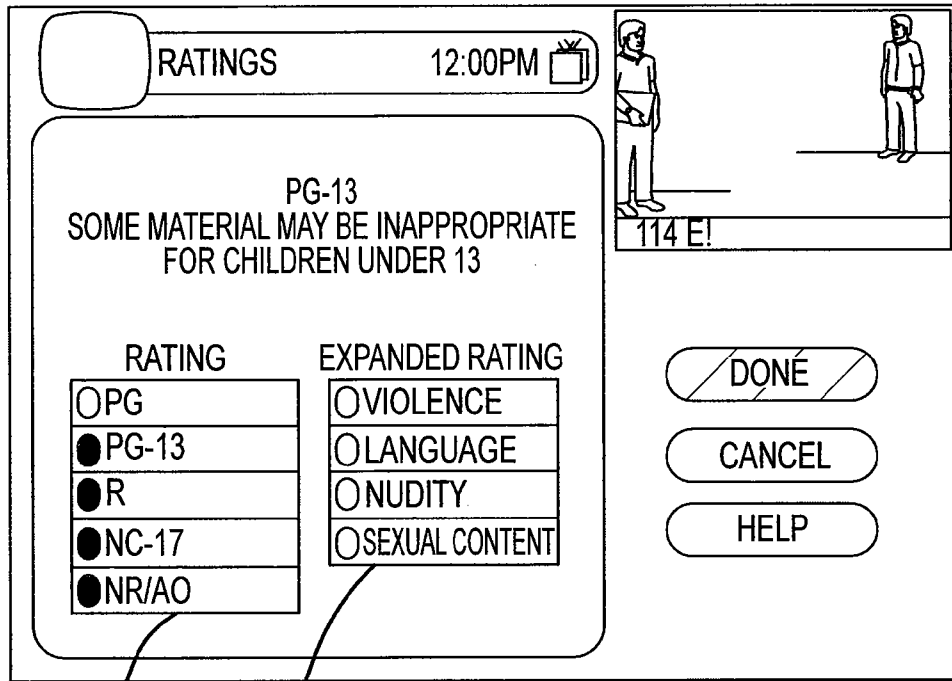 RATINGS 12:00PM
PG-13
SOME MATERIAL MAY BE INAPPROPRIATE
FOR CHILDREN UNDER 13
114 E!
RATING
PG
PG-13
R
NC-17
NR/AO
EXPANDED RATING
VIOLENCE
LANGUAGE
NUDITY
SEXUAL CONTENT
DONE
CANCEL
HELP